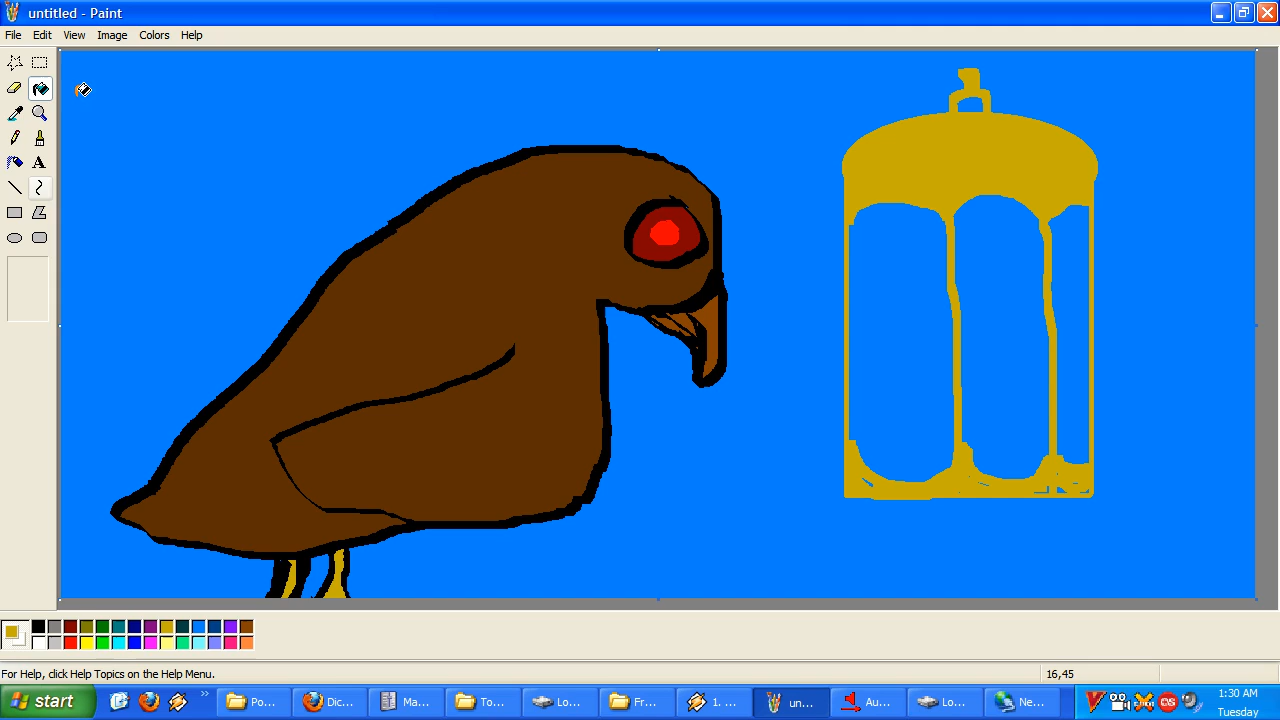 untitled - Paint
File Edit View Image Colors Help
For Help, click Help Topics on the Help Menu. 16,45
start » Po... Dic... Ma... To... Lo... Fr... 1. ... un... Au... Lo... Ne... 1:30 AM
Tuesday